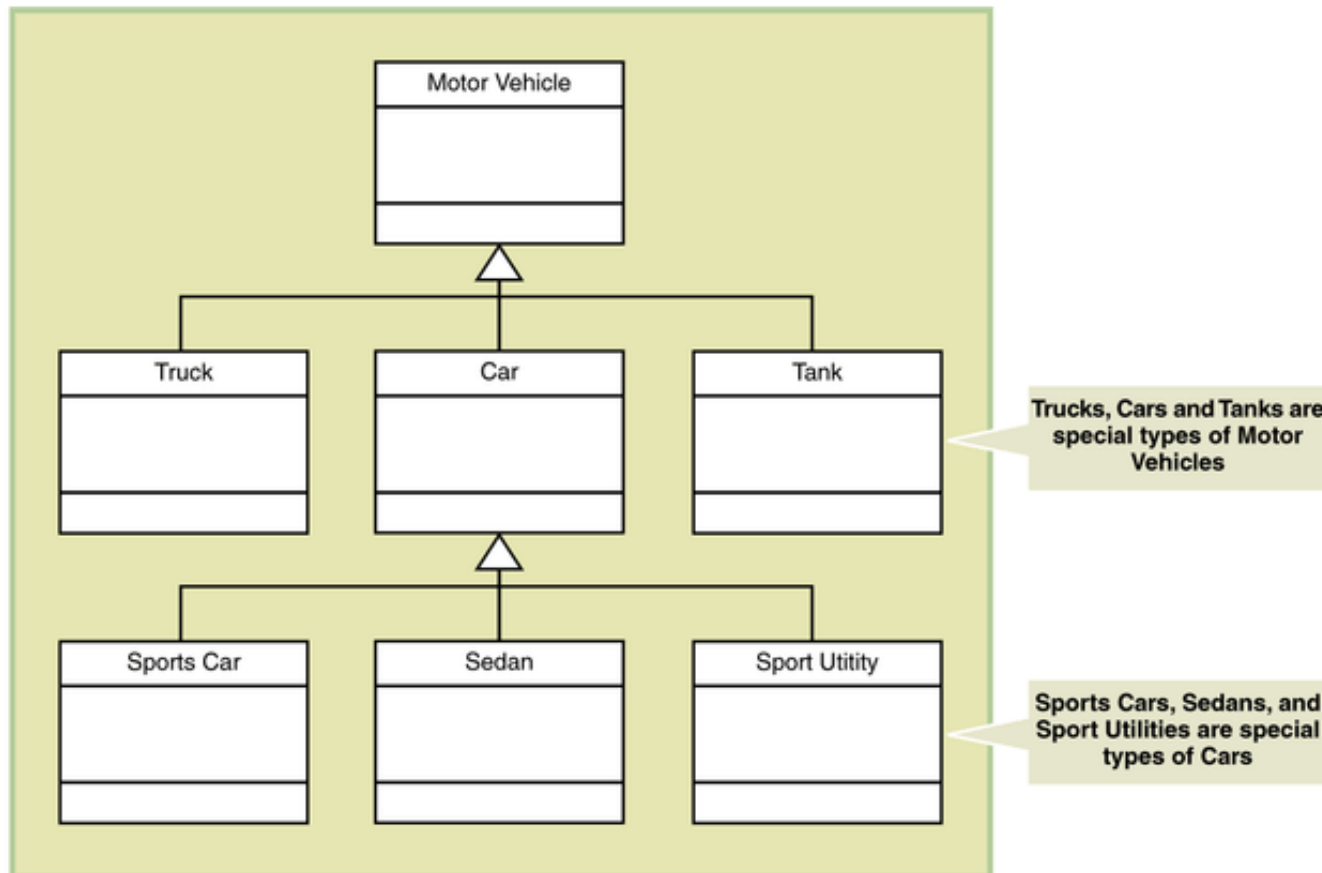 Motor Vehicle
Truck
Car
Tank
Trucks, Cars and Tanks are
special types of Motor
Vehicles
Sports Car
Sedan
Sport Utitity
Sports Cars, Sedans, and
Sport Utilities are special
types of Cars